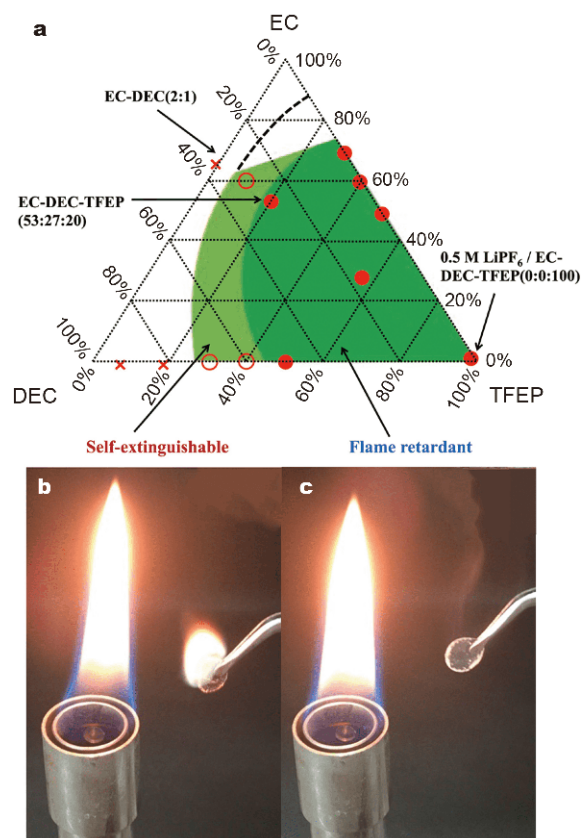 a
EC
0%
100%
EC-DEC(2:1)
20%
80%
40%
60%
EC-DEC-TFEP
(53:27:20)
60%
40%
0.5 M LiPF6 / EC-
DEC-TFEP(0:0:100)
80%
20%
100%
0%
0%
20%
40%
60%
80%
100%
DEC
TFEP
Self-extinguishable
Flame retardant
b
c